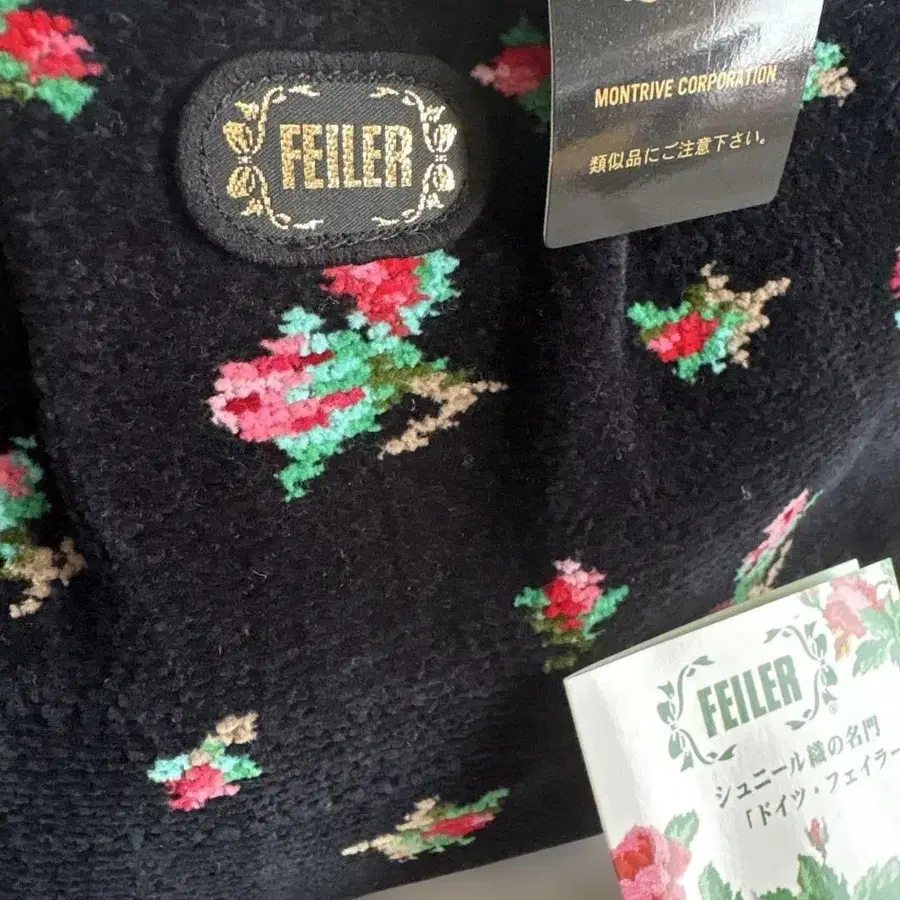 FEILER
MONTRIVE CORPORATION
類似品にご注意下さい。
FEILER
シュニール織の名門
「ドイツ・フェイラー